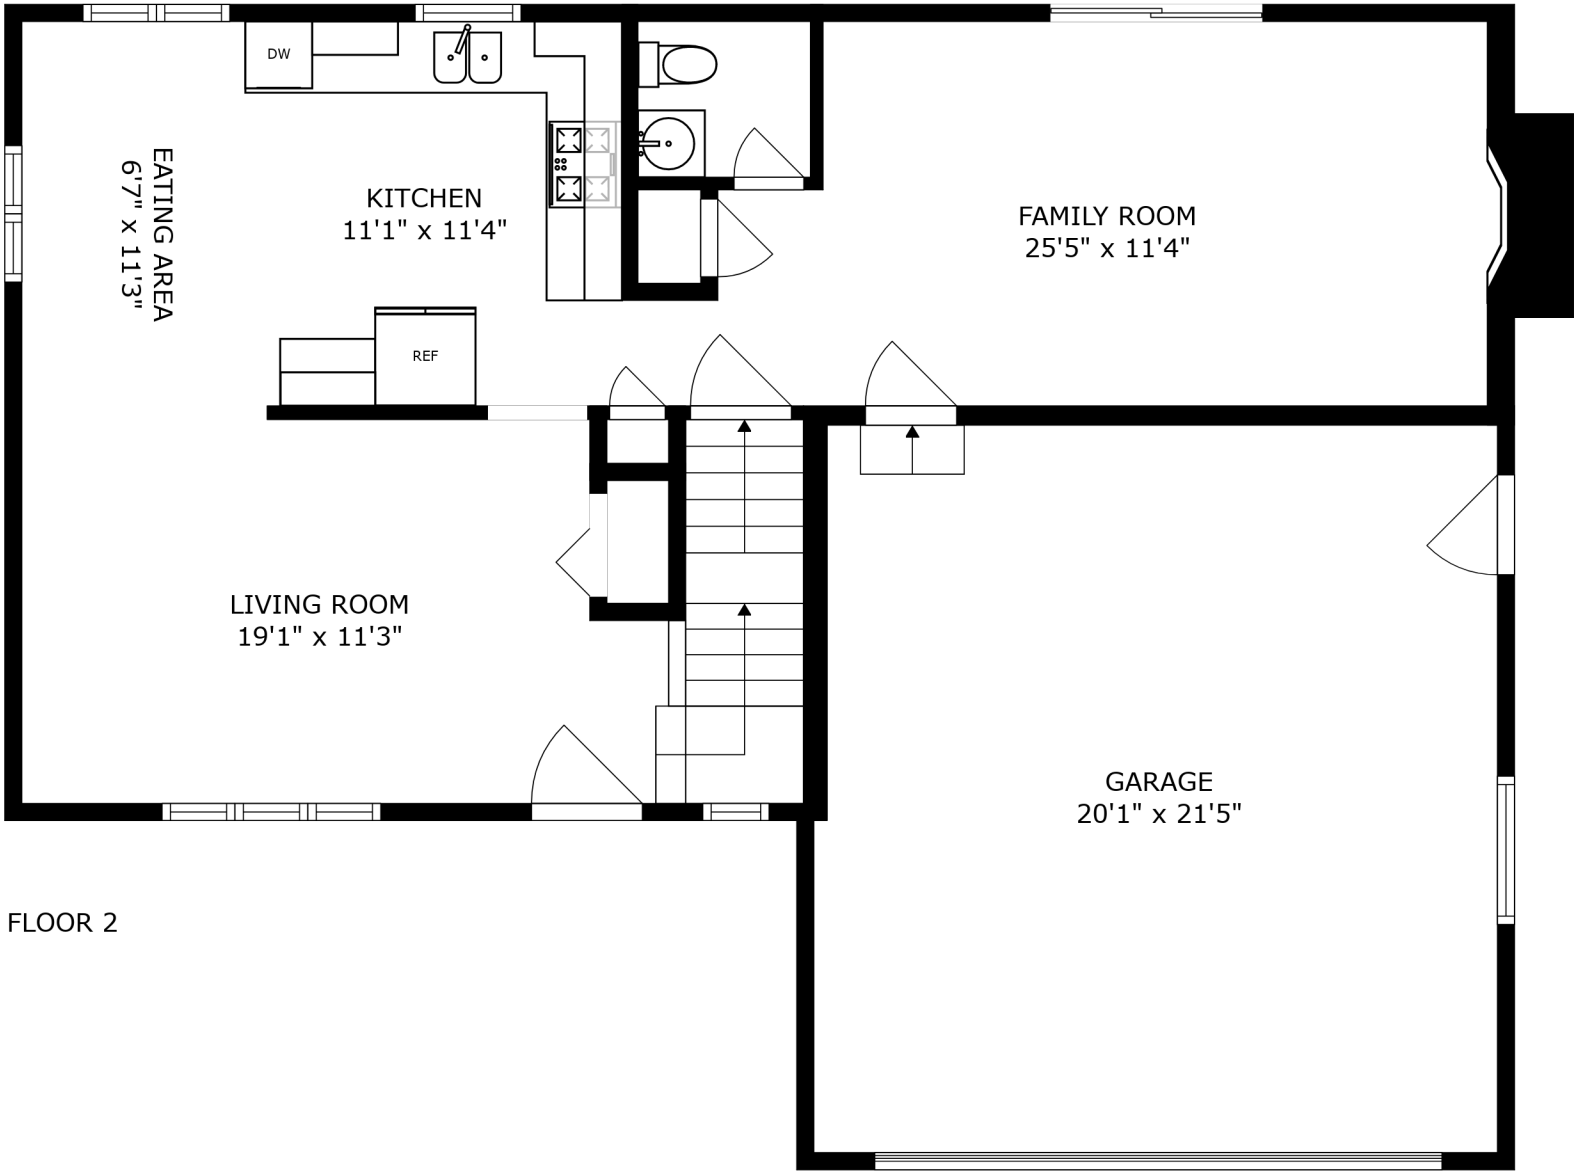 DW
EATING AREA
6'7" x 11'3"
KITCHEN
11'1" x 11'4"
FAMILY ROOM
25'5" x 11'4"
REF
LIVING ROOM
19'1" x 11'3"
GARAGE
20'1" x 21'5"
FLOOR 2